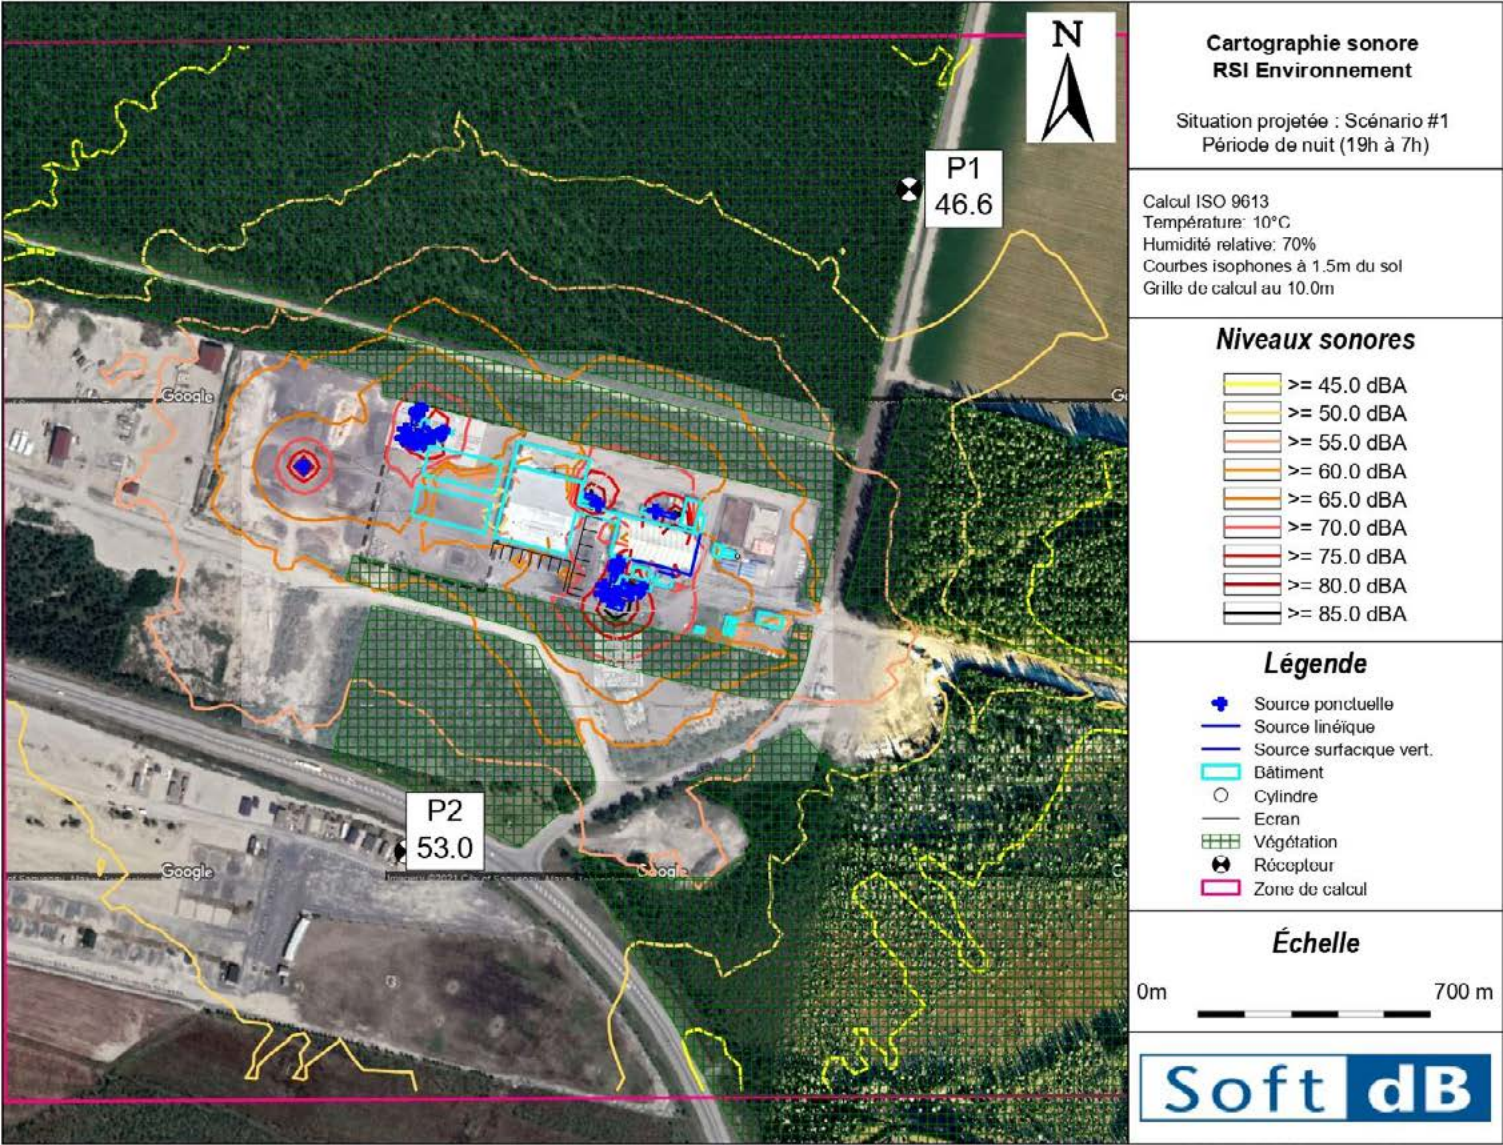 N
P1
46.6
Google
Google
P2
53.0
Google
Google
Cartographie sonore
RSI Environnement
Situation projetée : Scénario #1
Période de nuit (19h à 7h)
Calcul ISO 9613
Température: 10°C
Humidité relative: 70%
Courbes isophones à 1.5m du sol
Grille de calcul au 10.0m
Niveaux sonores
>= 45.0 dBA
>= 50.0 dBA
>= 55.0 dBA
>= 60.0 dBA
>= 65.0 dBA
>= 70.0 dBA
>= 75.0 dBA
>= 80.0 dBA
>= 85.0 dBA
Légende
Source ponctuelle
Source linéïque
Source surfacique vert.
Bâtiment
Cylindre
Ecran
Végétation
Récepteur
Zone de calcul
Échelle
0m 700 m
Soft dB